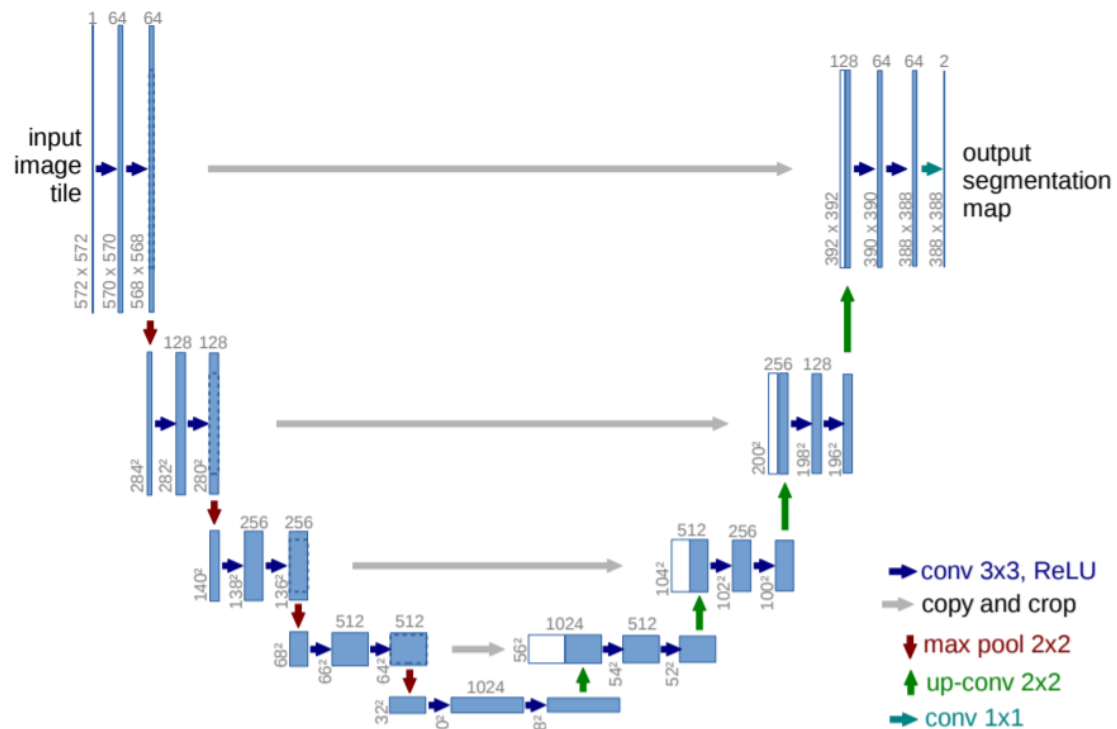 1 64 64
128 64 64 2
input
image
tile
output
segmentation
map
572 x 572
570 x 570
568 x 568
392 x 392
390 x 390
388 x 388
388 x 388
128 128
256 128
284²
282²
280²
200²
198²
196²
256 256
512 256
140²
138²
136²
104²
102²
100²
512 512
1024 512
68²
66²
64²
56²
54²
52²
1024
32²
0²
8²
conv 3x3, ReLU
copy and crop
max pool 2x2
up-conv 2x2
conv 1x1